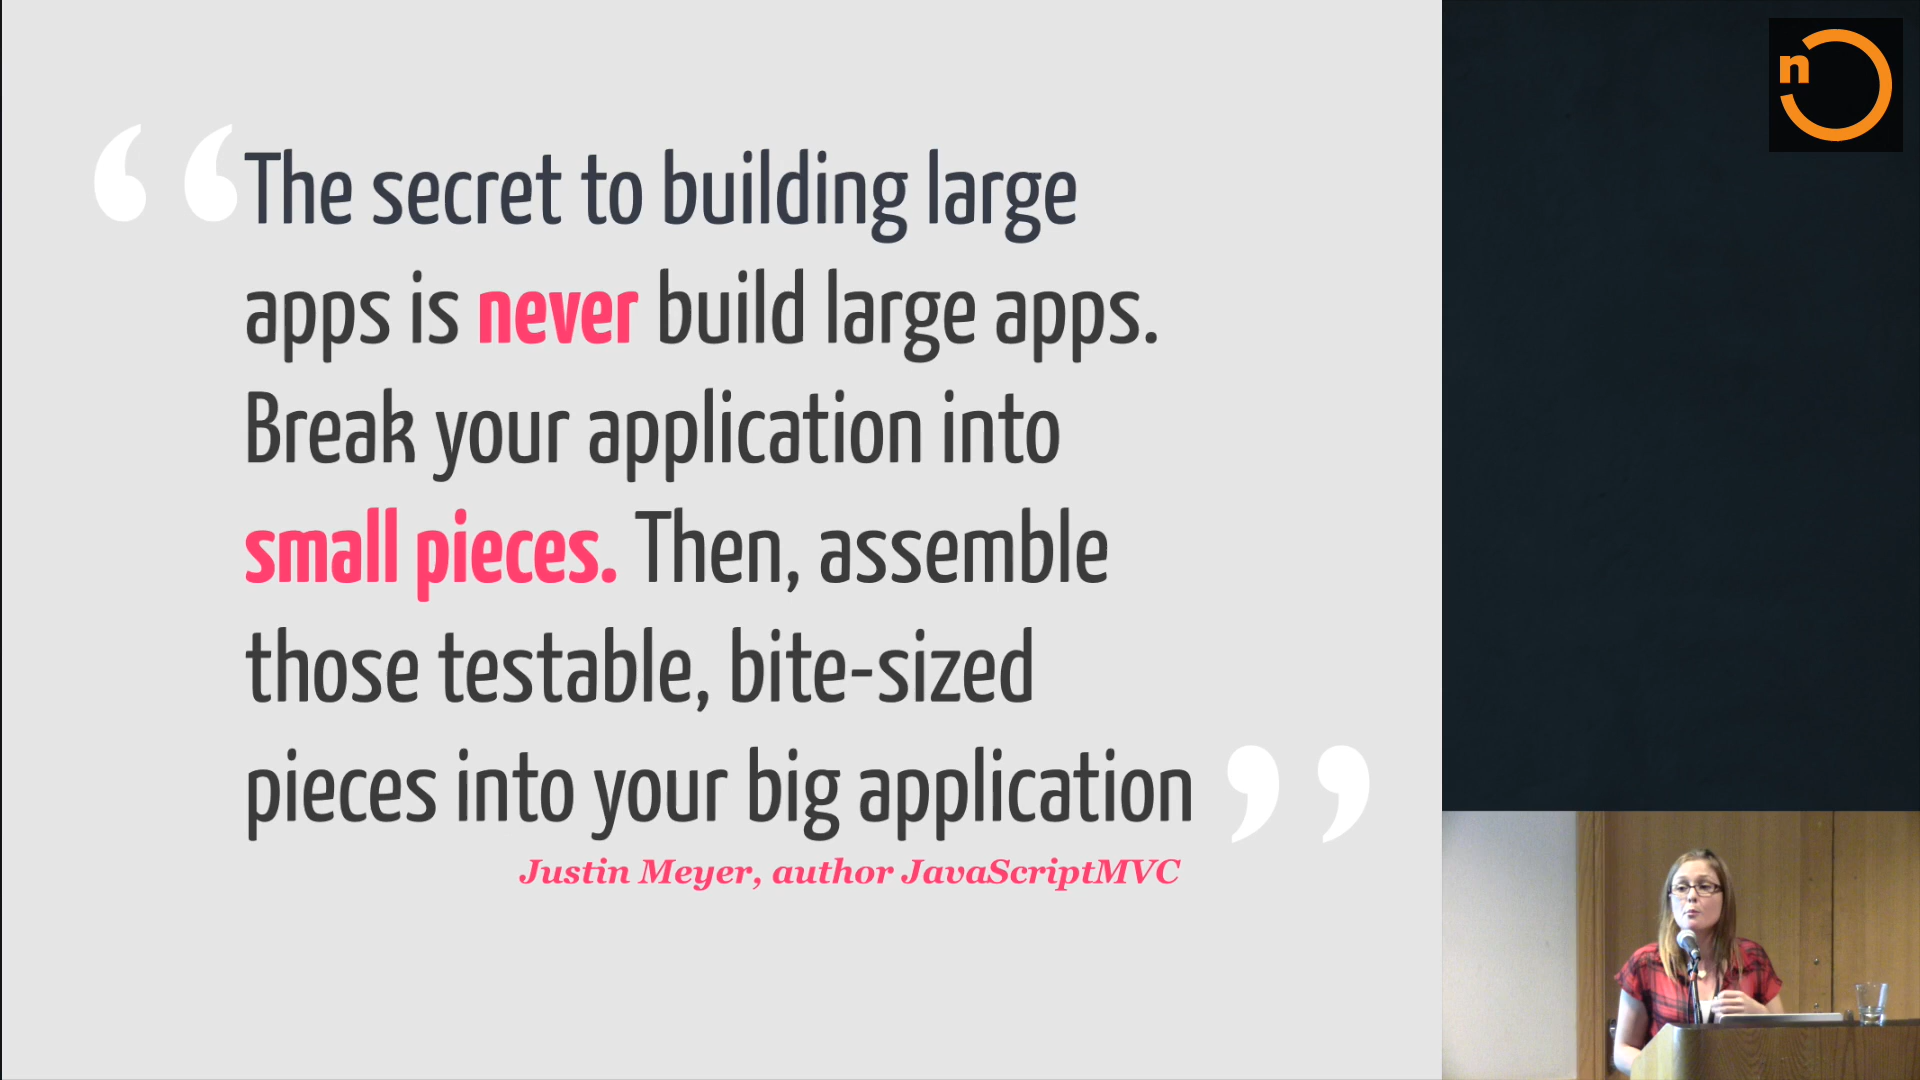 “The secret to building large
apps is never build large apps.
Break your application into
small pieces. Then, assemble
those testable, bite-sized
pieces into your big application”
Justin Meyer, author JavaScriptMVC
n